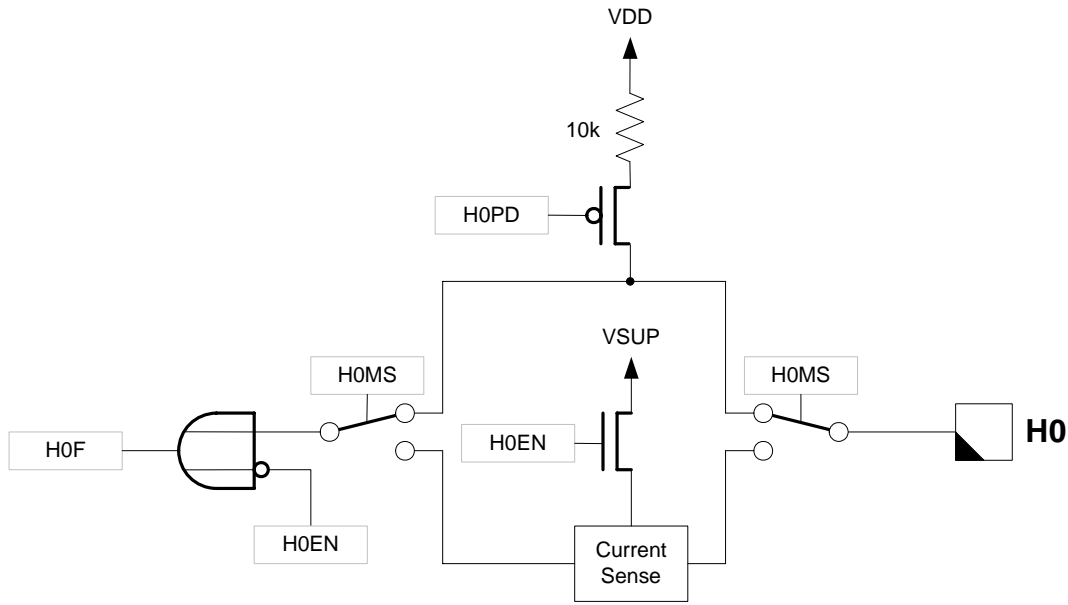 VDD
10k
H0PD
VSUP
H0MS
H0MS
H0F
H0EN
H0
H0EN
Current
Sense